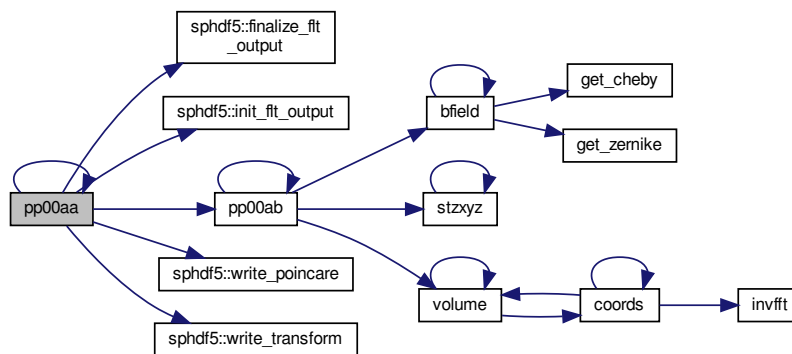 sphdf5::finalize_flt
_output
sphdf5::init_flt_output
pp00aa
pp00ab
sphdf5::write_poincare
sphdf5::write_transform
bfield
stzxyz
volume
coords
get_cheby
get_zernike
invfft